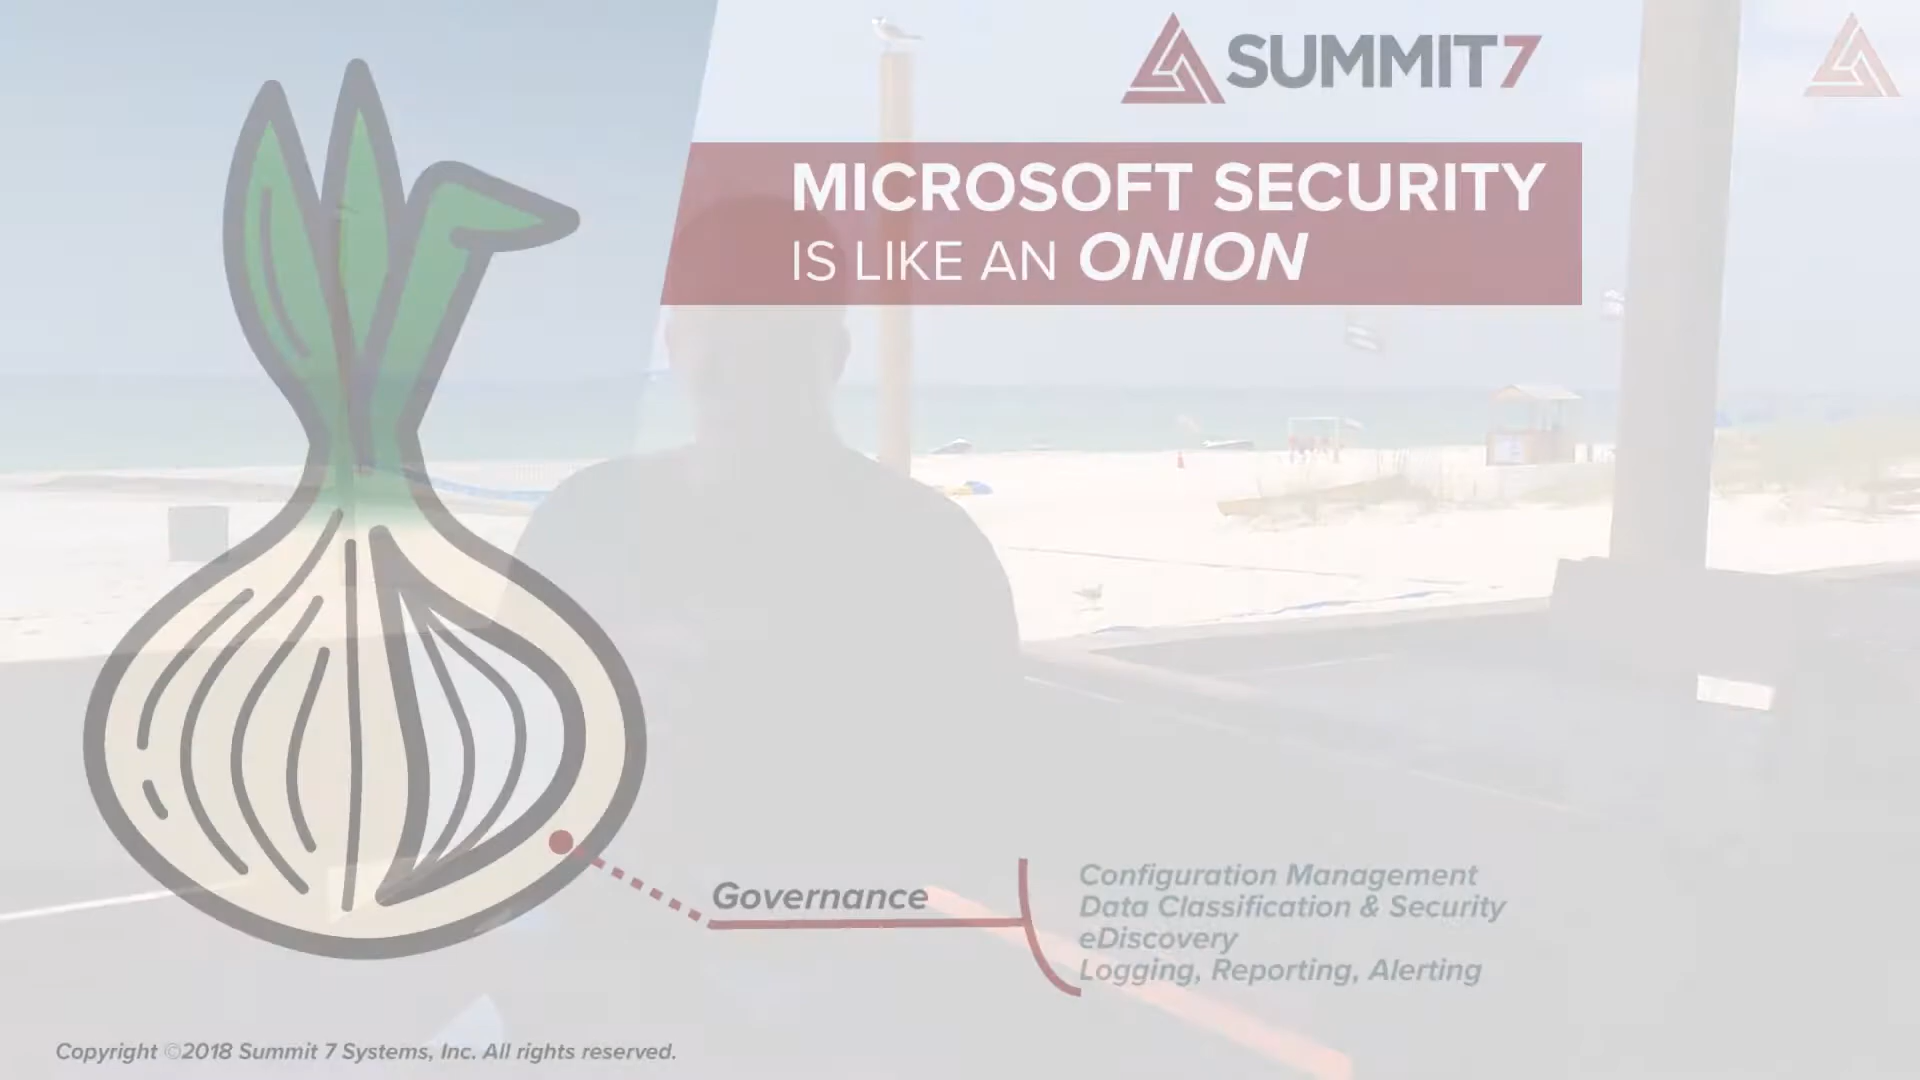 SUMMIT7
MICROSOFT SECURITY
IS LIKE AN ONION
Governance
Configuration Management
Data Classification & Security
eDiscovery
Logging, Reporting, Alerting
Copyright ©2018 Summit 7 Systems, Inc. All rights reserved.